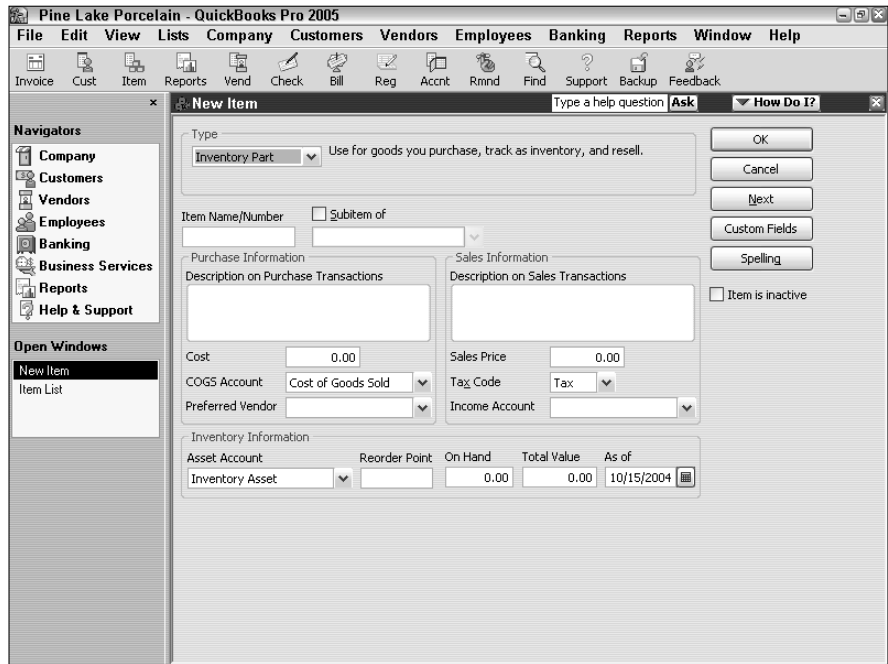 Pine Lake Porcelain - QuickBooks Pro 2005
File Edit View Lists Company Customers Vendors Employees Banking Reports Window Help
Invoice Cust Item Reports Vend Check Bill Reg Accnt Rmnd Find Support Backup Feedback
New Item Type a help question Ask How Do I?
Navigators
Company
Customers
Vendors
Employees
Banking
Business Services
Reports
Help & Support
Open Windows
New Item
Item List
Type
Inventory Part Use for goods you purchase, track as inventory, and resell.
Item Name/Number Subitem of
Purchase Information
Description on Purchase Transactions
Cost 0.00
COGS Account Cost of Goods Sold
Preferred Vendor
Sales Information
Description on Sales Transactions
Sales Price 0.00
Tax Code Tax
Income Account
Inventory Information
Asset Account Reorder Point On Hand Total Value As of
Inventory Asset 0.00 0.00 10/15/2004
OK
Cancel
Next
Custom Fields
Spelling
Item is inactive